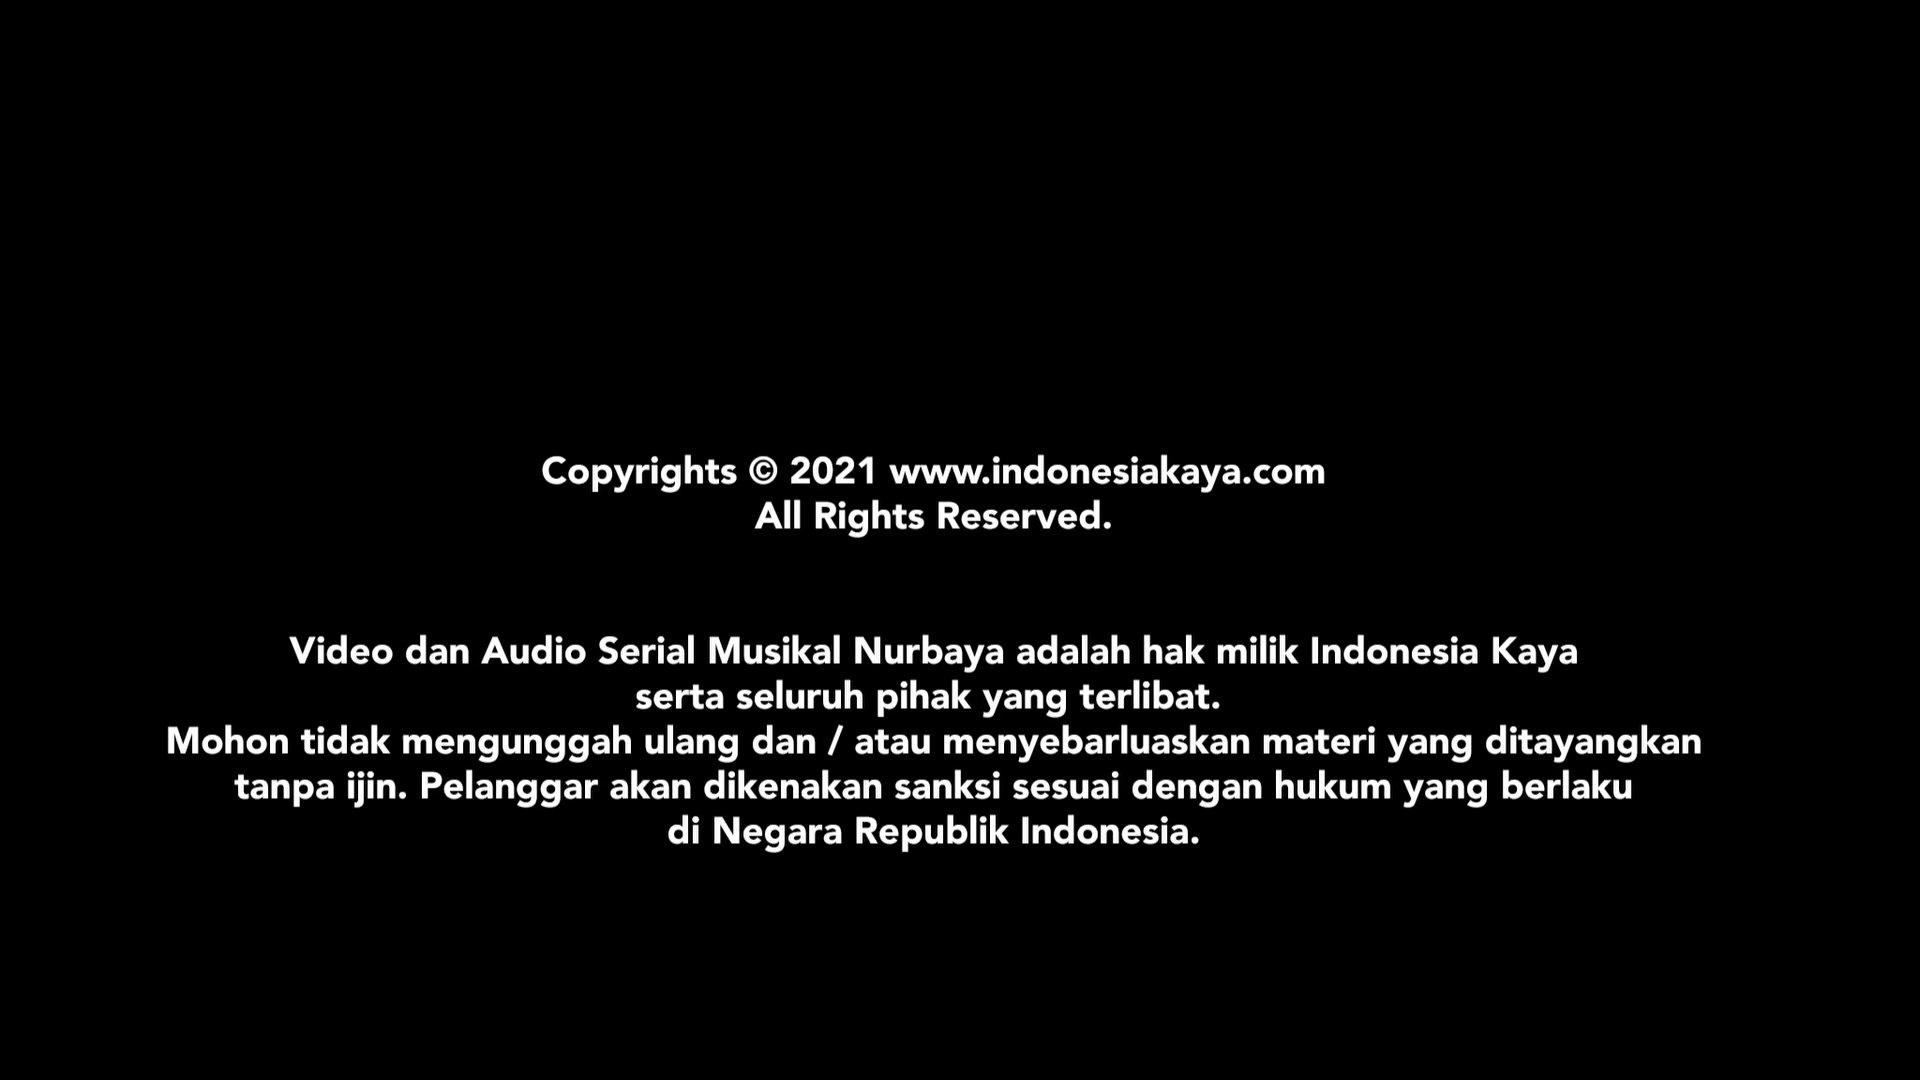 Copyrights © 2021 www.indonesiakaya.com
All Rights Reserved.
Video dan Audio Serial Musikal Nurbaya adalah hak milik Indonesia Kaya
serta seluruh pihak yang terlibat.
Mohon tidak mengunggah ulang dan / atau menyebarluaskan materi yang ditayangkan
tanpa ijin. Pelanggar akan dikenakan sanksi sesuai dengan hukum yang berlaku
di Negara Republik Indonesia.